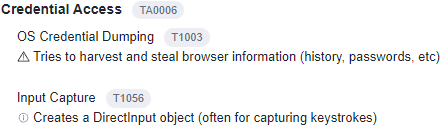 Credential Access TA0006
OS Credential Dumping T1003
⚠ Tries to harvest and steal browser information (history, passwords, etc)
Input Capture T1056
ⓘ Creates a DirectInput object (often for capturing keystrokes)